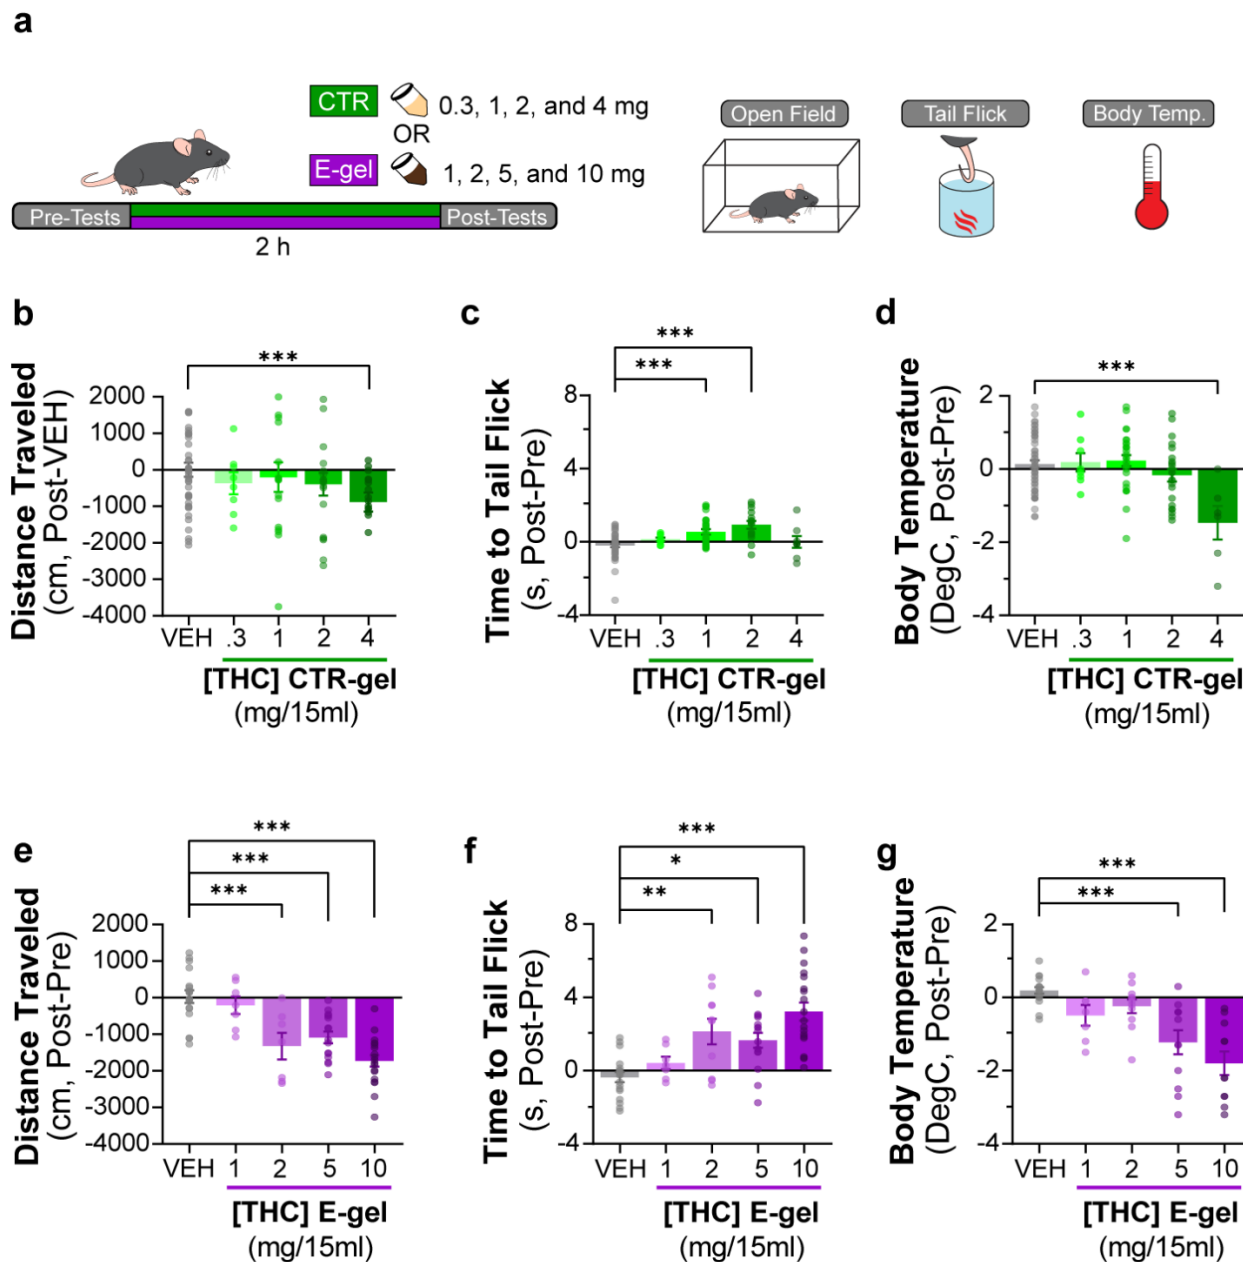 a
CTR
0.3, 1, 2, and 4 mg
OR
E-gel
1, 2, 5, and 10 mg
Pre-Tests
Post-Tests
2 h
Open Field
Tail Flick
Body Temp.
b
Distance Traveled
(cm, Post-VEH)
***
2000
1000
0
-1000
-2000
-3000
-4000
VEH .3 1 2 4
[THC] CTR-gel
(mg/15ml)
c
Time to Tail Flick
(s, Post-Pre)
***
***
8
4
0
-4
VEH .3 1 2 4
[THC] CTR-gel
(mg/15ml)
d
Body Temperature
(DegC, Post-Pre)
***
2
0
-2
-4
VEH .3 1 2 4
[THC] CTR-gel
(mg/15ml)
e
Distance Traveled
(cm, Post-Pre)
***
***
***
2000
1000
0
-1000
-2000
-3000
-4000
VEH 1 2 5 10
[THC] E-gel
(mg/15ml)
f
Time to Tail Flick
(s, Post-Pre)
***
*
**
8
4
0
-4
VEH 1 2 5 10
[THC] E-gel
(mg/15ml)
g
Body Temperature
(DegC, Post-Pre)
***
***
2
0
-2
-4
VEH 1 2 5 10
[THC] E-gel
(mg/15ml)